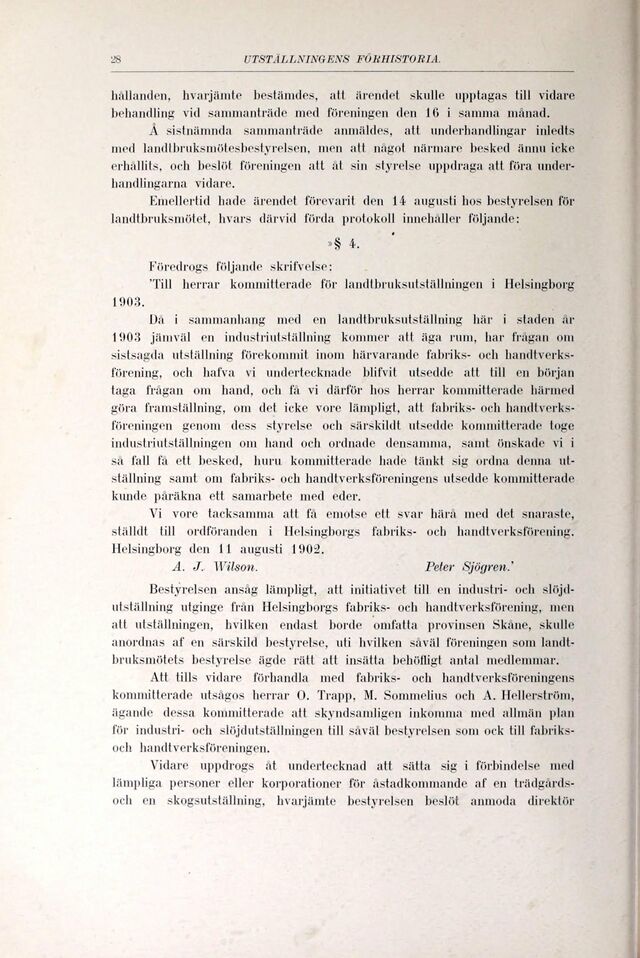 28 UTSTÄLLNINGENS FÖRHISTORIA.
hållanden, hvarjämte bestämdes, att ärendet skulle upptagas till vidare
behandling vid sammanträde med föreningen den 16 i samma månad.
Å sistnämnda sammanträde anmäldes, att underhandlingar inledts
med landtbruksmötesbestyrelsen, men att något närmare besked ännu icke
erhållits, och beslöt föreningen att åt sin styrelse uppdraga att föra under-
handlingarna vidare.
Emellertid hade ärendet förevarit den 14 augusti hos bestyrelsen för
landtbruksmötet, hvars därvid förda protokoll innehåller följande:
»§ 4.
Föredrogs följande skrifvelse:
'Till herrar kommitterade för landtbruksutställningen i Helsingborg
1903.
Då i sammanhang med en landtbruksutställning här i staden år
1903 jämväl en industriutställning kommer att äga rum, har frågan om
sistsagda utställning förekommit inom härvarande fabriks- och handtverks-
förening, och hafva vi undertecknade blifvit utsedde att till en början
taga frågan om hand, och få vi därför hos herrar kommitterade härmed
göra framställning, om det icke vore lämpligt, att fabriks- och handtverks-
föreningen genom dess styrelse och särskildt utsedde kommitterade toge
industriutställningen om hand och ordnade densamma, samt önskade vi i
så fall få ett besked, huru kommitterade hade tänkt sig ordna denna ut-
ställning samt om fabriks- och handtverksföreningens utsedde kommitterade
kunde påräkna ett samarbete med eder.
Vi vore tacksamma att få emotse ett svar härå med det snaraste,
ställdt till ordföranden i Helsingborgs fabriks- och handtverksförening.
Helsingborg den 11 augusti 1902.
A. J. Wilson. Peter Sjögren.'
Bestyrelsen ansåg lämpligt, att initiativet till en industri- och slöjd-
utställning utginge från Helsingborgs fabriks- och handtverksförening, men
att utställningen, hvilken endast borde omfatta provinsen Skåne, skulle
anordnas af en särskild bestyrelse, uti hvilken såväl föreningen som landt-
bruksmötets bestyrelse ägde rätt att insätta behöfligt antal medlemmar.
Att tills vidare förhandla med fabriks- och handtverksföreningens
kommitterade utsågos herrar O. Trapp, M. Sommelius och A. Hellerström,
ägande dessa kommitterade att skyndsamligen inkomma med allmän plan
för industri- och slöjdutställningen till såväl bestyrelsen som ock till fabriks-
och handtverksföreningen.
Vidare uppdrogs åt undertecknad att sätta sig i förbindelse med
lämpliga personer eller korporationer för åstadkommande af en trädgårds-
och en skogsutställning, hvarjämte bestyrelsen beslöt anmoda direktör